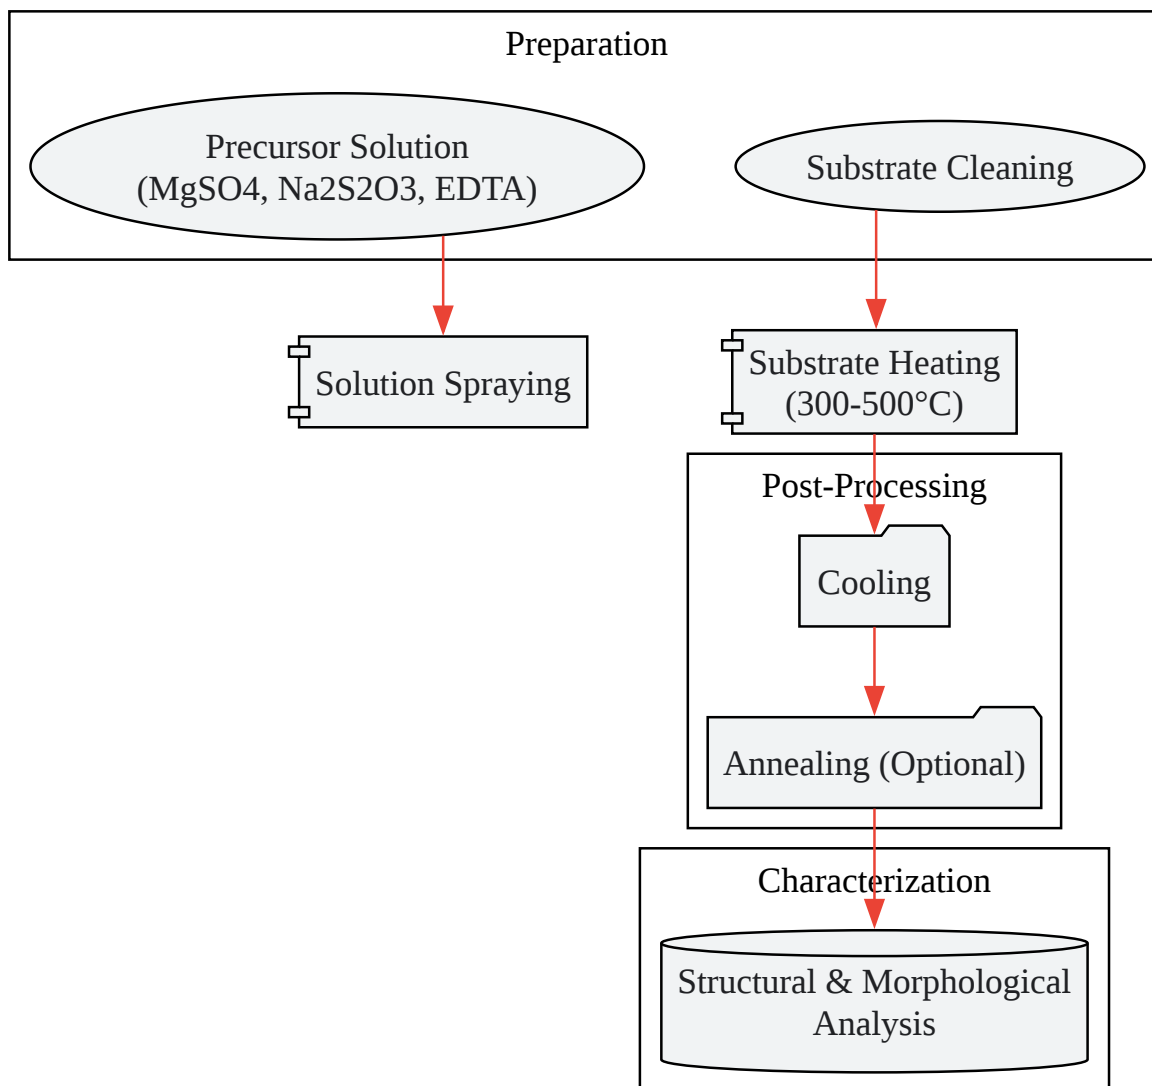 Preparation
Precursor Solution
(MgSO4, Na2S2O3, EDTA)
Substrate Cleaning
Solution Spraying
Substrate Heating
(300-500°C)
Post-Processing
Cooling
Annealing (Optional)
Characterization
Structural & Morphological
Analysis